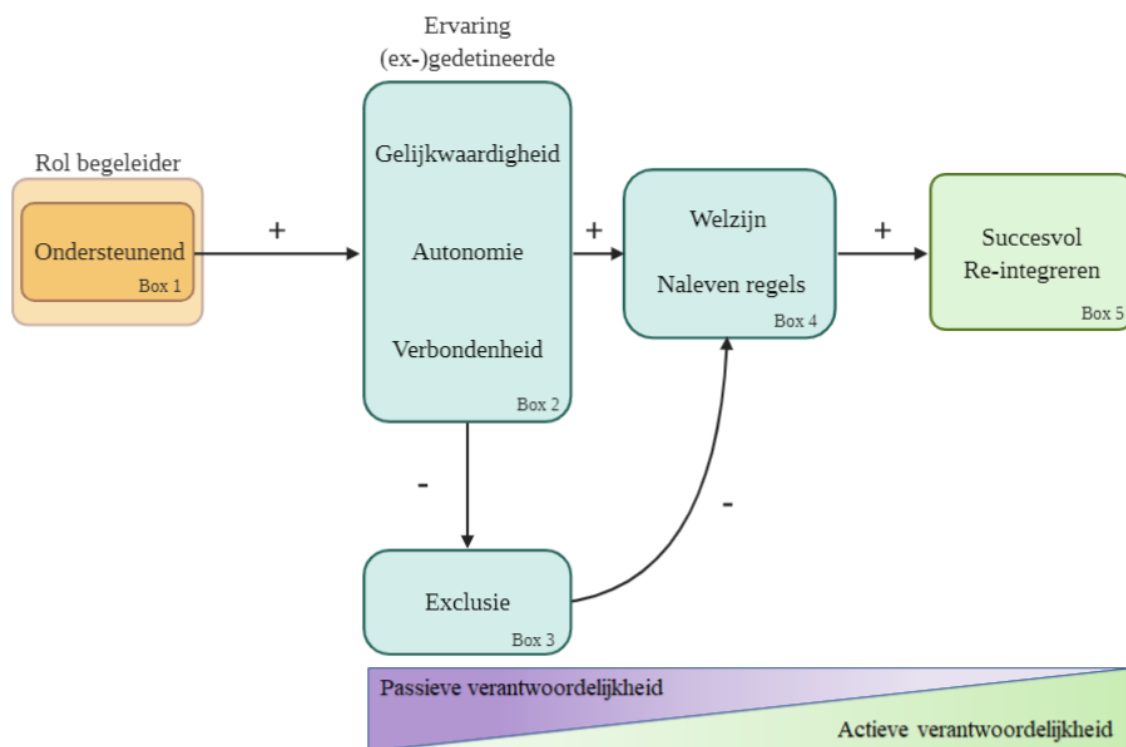 Ervaring
(ex-)gedetineerde
Rol begeleider
Ondersteunend
Box 1
+
Gelijkwaardigheid
Autonomie
Verbondenheid
Box 2
+
Welzijn
Naleven regels
Box 4
+
Succesvol
Re-integreren
Box 5
-
-
Exclusie
Box 3
Passieve verantwoordelijkheid
Actieve verantwoordelijkheid